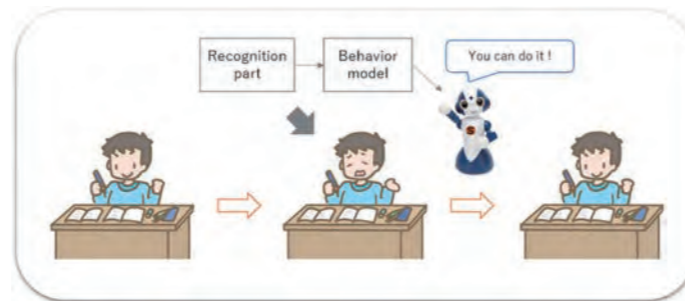 Recognition
part
Behavior
model
You can do it !